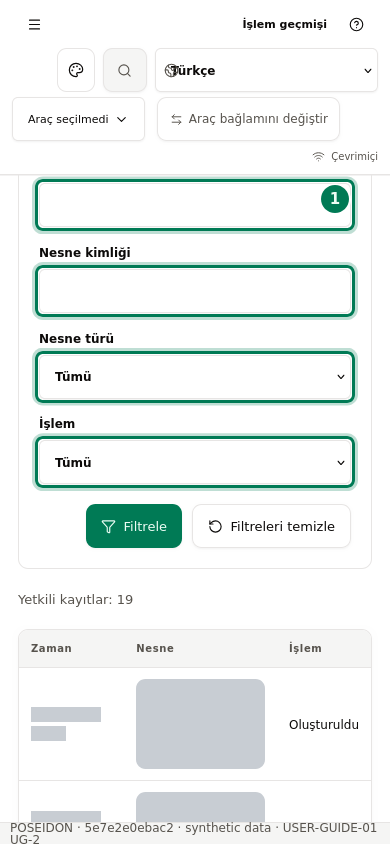 İşlem geçmişi
Türkçe
Araç seçilmedi
Araç bağlamını değiştir
Çevrimiçi
1
Nesne kimliği
Nesne türü
Tümü
İşlem
Tümü
Filtrele
Filtreleri temizle
Yetkili kayıtlar: 19
Zaman Nesne İşlem
Oluşturuldu
POSEIDON · 5e7e2e0ebac2 · synthetic data · USER-GUIDE-01
UG-2